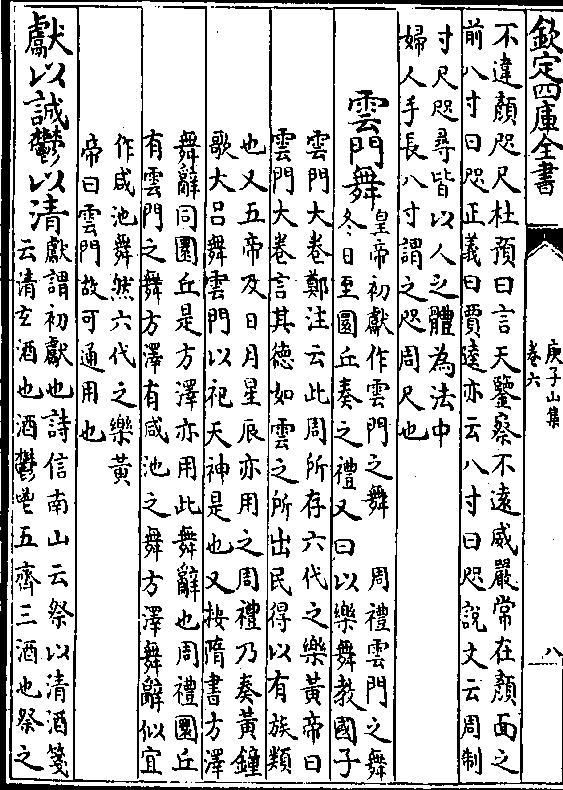 欽定四庫全書
庾子山集
卷六
八
不違顏咫尺杜預曰言天鑒察不遠威嚴常在顏面之
前八寸曰咫正義曰賈逵亦云八寸曰咫說文云周制
寸尺咫尋皆以人之體為法中
婦人手長八寸謂之咫周尺也
雲門舞 皇帝初獻作雲門之舞 周禮雲門之舞
冬日至圜丘奏之禮又曰以樂舞教國子
雲門大卷鄭注云此周所存六代之樂黃帝曰
雲門大卷言其德如雲之所出民得以有族類
也又五帝及日月星辰亦用之周禮乃奏黃鐘
歌大呂舞雲門以祀天神是也又按隋書方澤
舞辭同圜丘是方澤亦用此舞辭也周禮圜丘
有雲門之舞方澤有咸池之舞方澤舞辭似宜
作咸池舞然六代之樂黃
帝曰雲門故可通用也
獻以誠鬱以清 獻謂初獻也詩信南山云祭以清酒箋
云清玄酒也酒鬱鬯五齊三酒也祭之